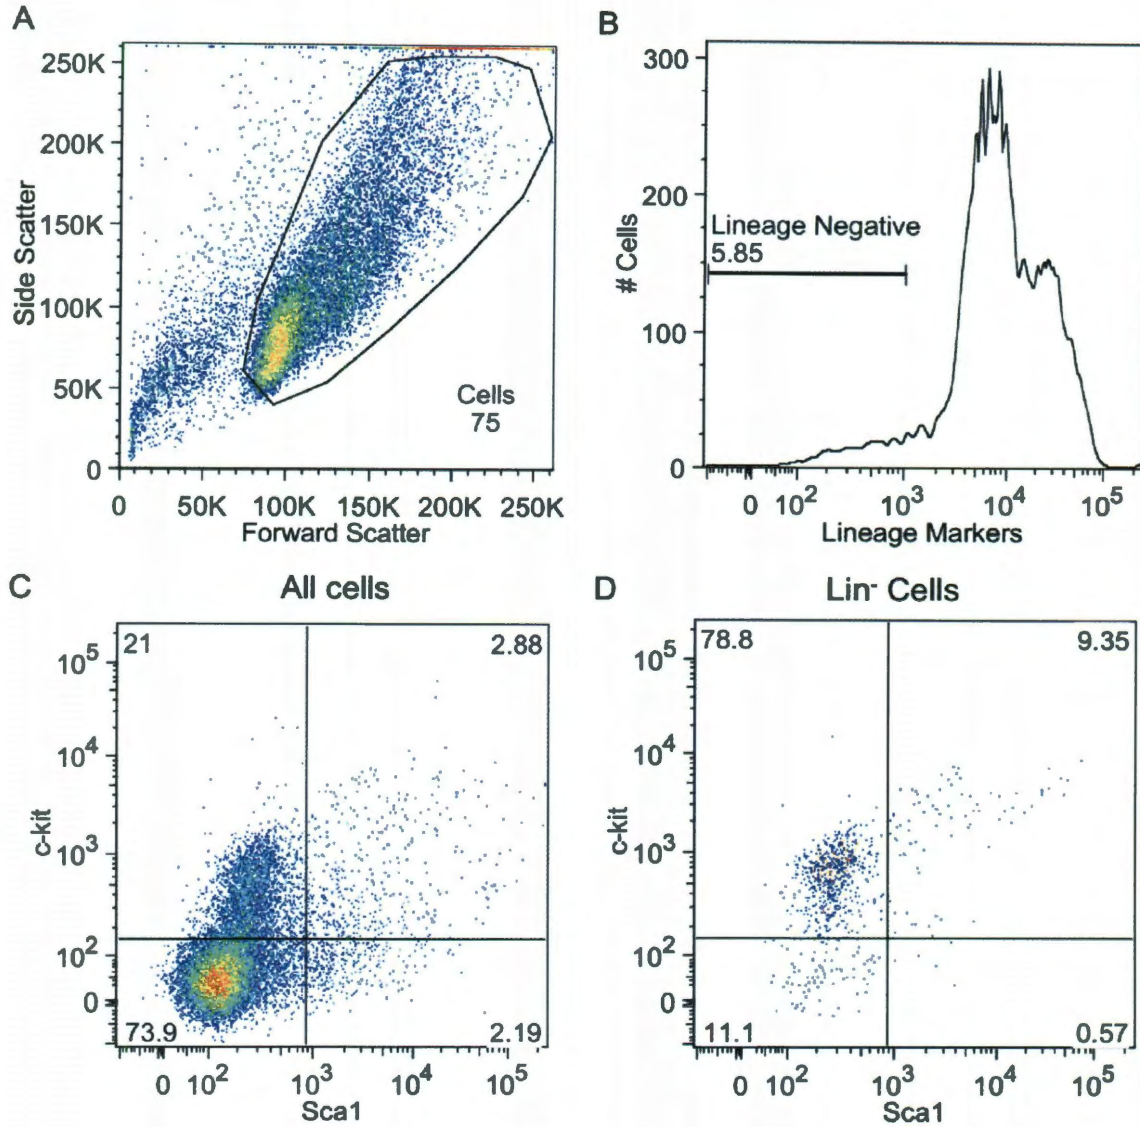 A
250K
200K
150K
100K
50K
0
Side Scatter
Cells
75
0 50K 100K 150K 200K 250K
Forward Scatter
B
300
200
100
0
# Cells
Lineage Negative
5.85
0 10² 10³ 10⁴ 10⁵
Lineage Markers
C
All cells
21 2.88
10⁵
10⁴
10³
10²
0
c-kit
73.9 2.19
0 10² 10³ 10⁴ 10⁵
Sca1
D
Lin⁻ Cells
78.8 9.35
10⁵
10⁴
10³
10²
0
c-kit
11.1 0.57
0 10² 10³ 10⁴ 10⁵
Sca1